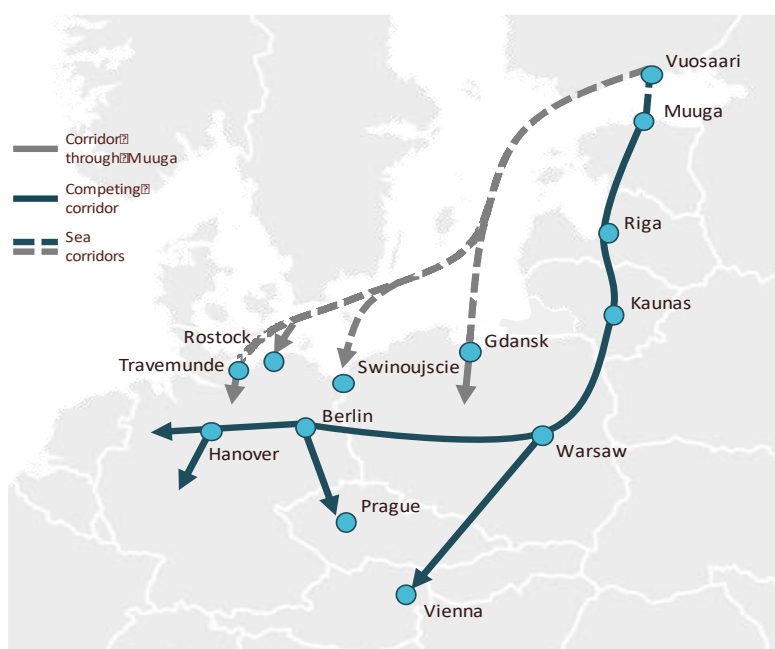 Vuosaari
Muuga
Corridor
through Muuga
Competing
corridor
Sea
corridors
Riga
Kaunas
Rostock
Travemunde
Gdansk
Swinoujscie
Berlin
Hanover
Warsaw
Prague
Vienna